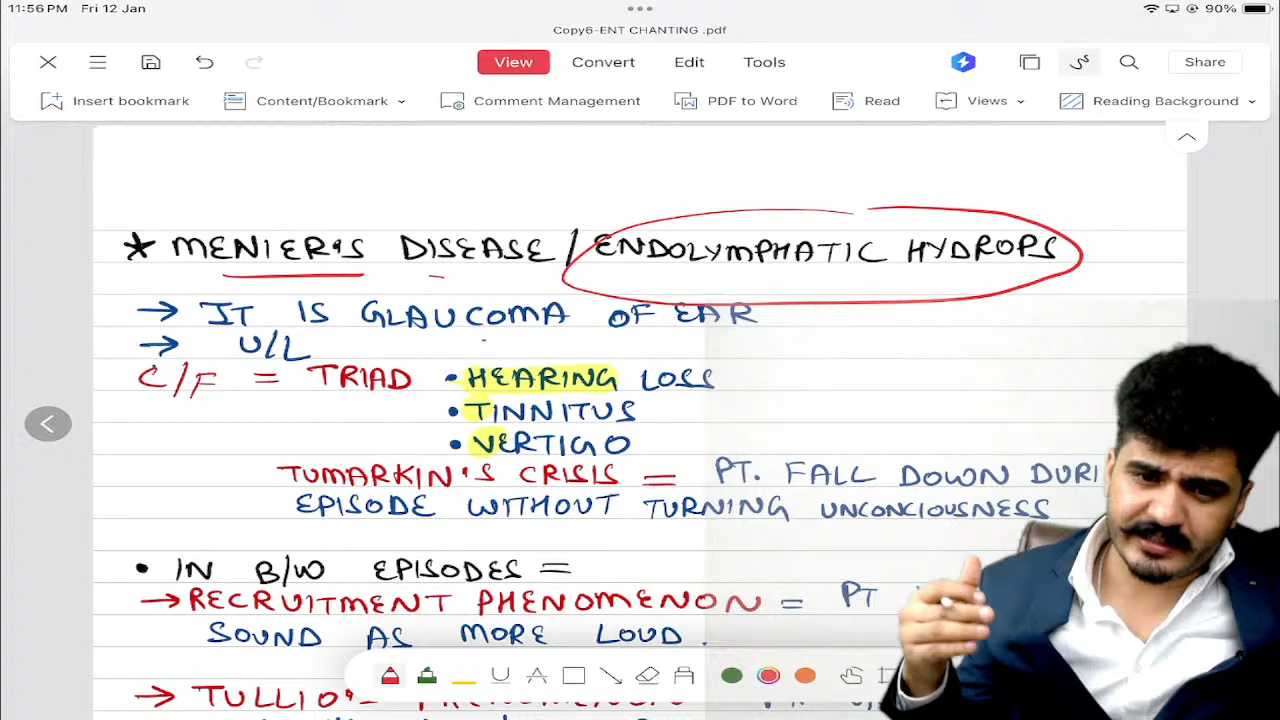 11:56 PM Fri 12 Jan
90%
Copy6-ENT CHANTING .pdf
View Convert Edit Tools Share
Insert bookmark Content/Bookmark Comment Management PDF to Word Read Views Reading Background
* MENIER'S DISEASE / ENDOLYMPHATIC HYDROPS
→ IT IS GLAUCOMA OF EAR
→ U/L
C/F = TRIAD • HEARING LOSS
• TINNITUS
• VERTIGO
TUMARKIN'S CRISIS = PT. FALL DOWN DURI
EPISODE WITHOUT TURNING UNCONCIOUSNESS
• IN B/W EPISODES =
→ RECRUITMENT PHENOMENON = PT
SOUND AS MORE LOUD.
→ TULLIO'S PHENOMENON